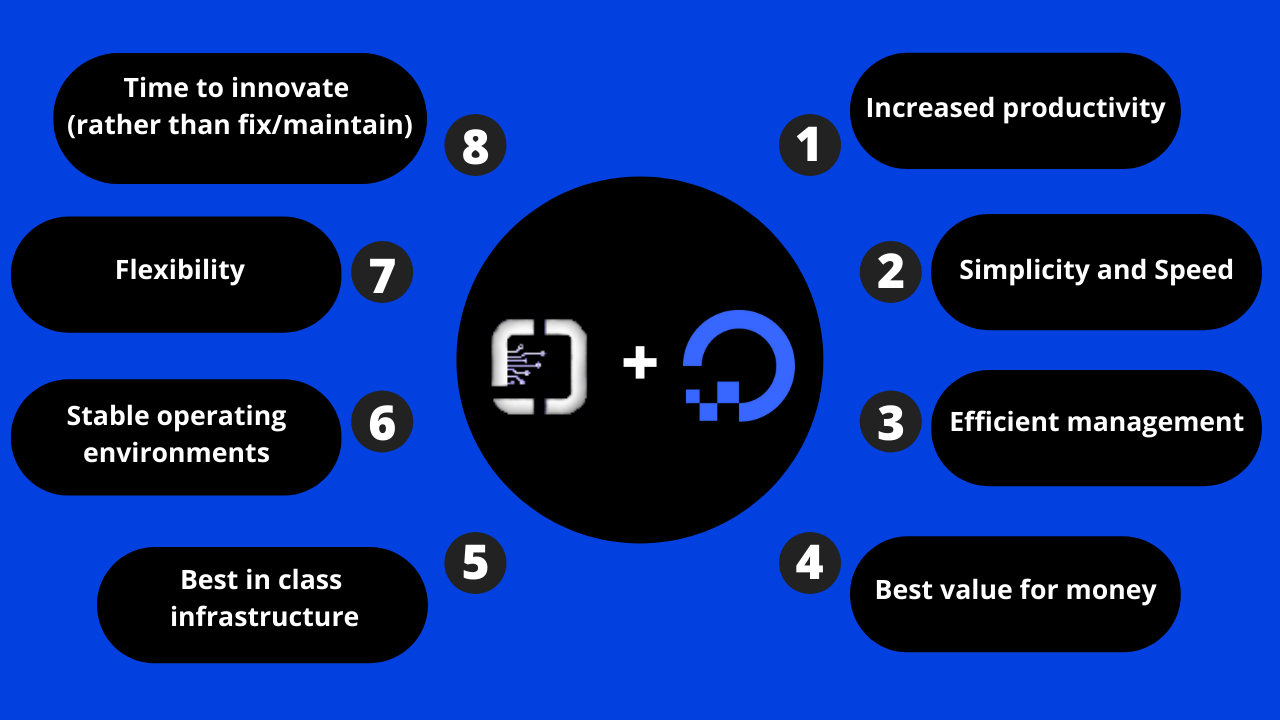 1
Increased productivity
2
Simplicity and Speed
3
Efficient management
4
Best value for money
5
Best in class
infrastructure
6
Stable operating
environments
7
Flexibility
8
Time to innovate
(rather than fix/maintain)
+